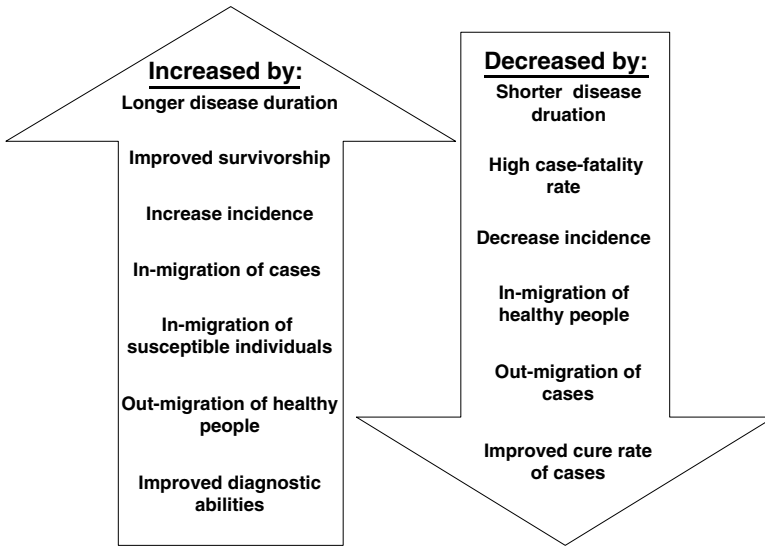 Increased by:
Longer disease duration
Improved survivorship
Increase incidence
In-migration of cases
In-migration of
susceptible individuals
Out-migration of healthy
people
Improved diagnostic
abilities
Decreased by:
Shorter disease
druation
High case-fatality
rate
Decrease incidence
In-migration of
healthy people
Out-migration of
cases
Improved cure rate
of cases